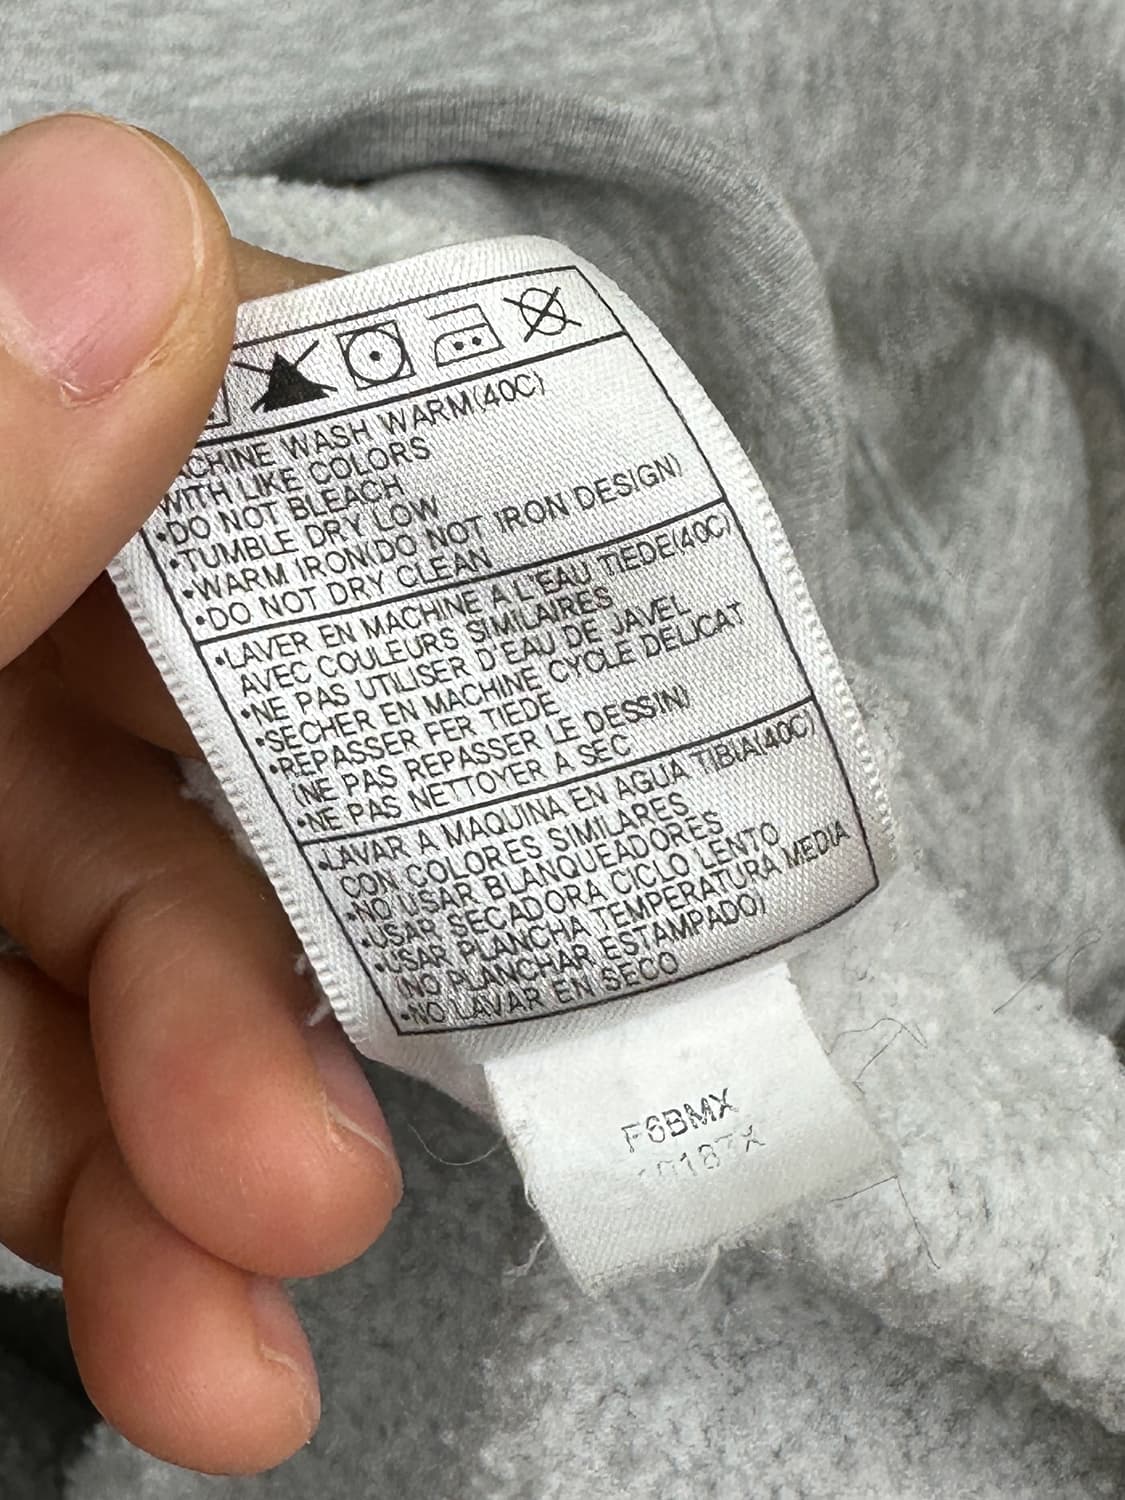 ACHINE WASH WARM(40C)
WITH LIKE COLORS
•DO NOT BLEACH
•TUMBLE DRY LOW
•WARM IRON(DO NOT IRON DESIGN)
•DO NOT DRY CLEAN
•LAVER EN MACHINE A L'EAU TIEDE(40C)
AVEC COULEURS SIMILAIRES
•NE PAS UTILISER D'EAU DE JAVEL
•SECHER EN MACHINE CYCLE DELICAT
•REPASSER FER TIEDE
(NE PAS REPASSER LE DESSIN)
•NE PAS NETTOYER A SEC
•LAVAR A MAQUINA EN AGUA TIBIA(40C)
CON COLORES SIMILARES
•NO USAR BLANQUEADORES
•USAR SECADORA CICLO LENTO
•USAR PLANCHA TEMPERATURA MEDIA
(NO PLANCHAR ESTAMPADO)
•NO LAVAR EN SECO
F6BMX